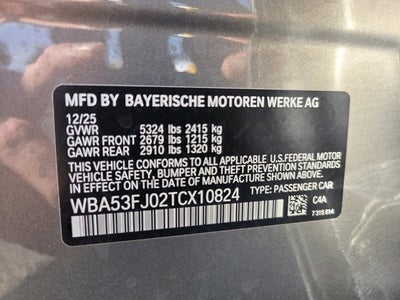 MFD BY BAYERISCHE MOTOREN WERKE AG
12/25
GVWR 5324 lbs 2415 kg
GAWR FRONT 2679 lbs 1215 kg
GAWR REAR 2910 lbs 1320 kg
THIS VEHICLE CONFORMS TO ALL APPLICABLE U.S.FEDERAL MOTOR
VEHICLE SAFETY, BUMPER, AND THEFT PREVENTION STANDARDS
IN EFFECT ON THE DATE OF MANUFACTURE SHOWN ABOVE.
WBA53FJ02TCX10824 TYPE: PASSENGER CAR
C4A
7315814